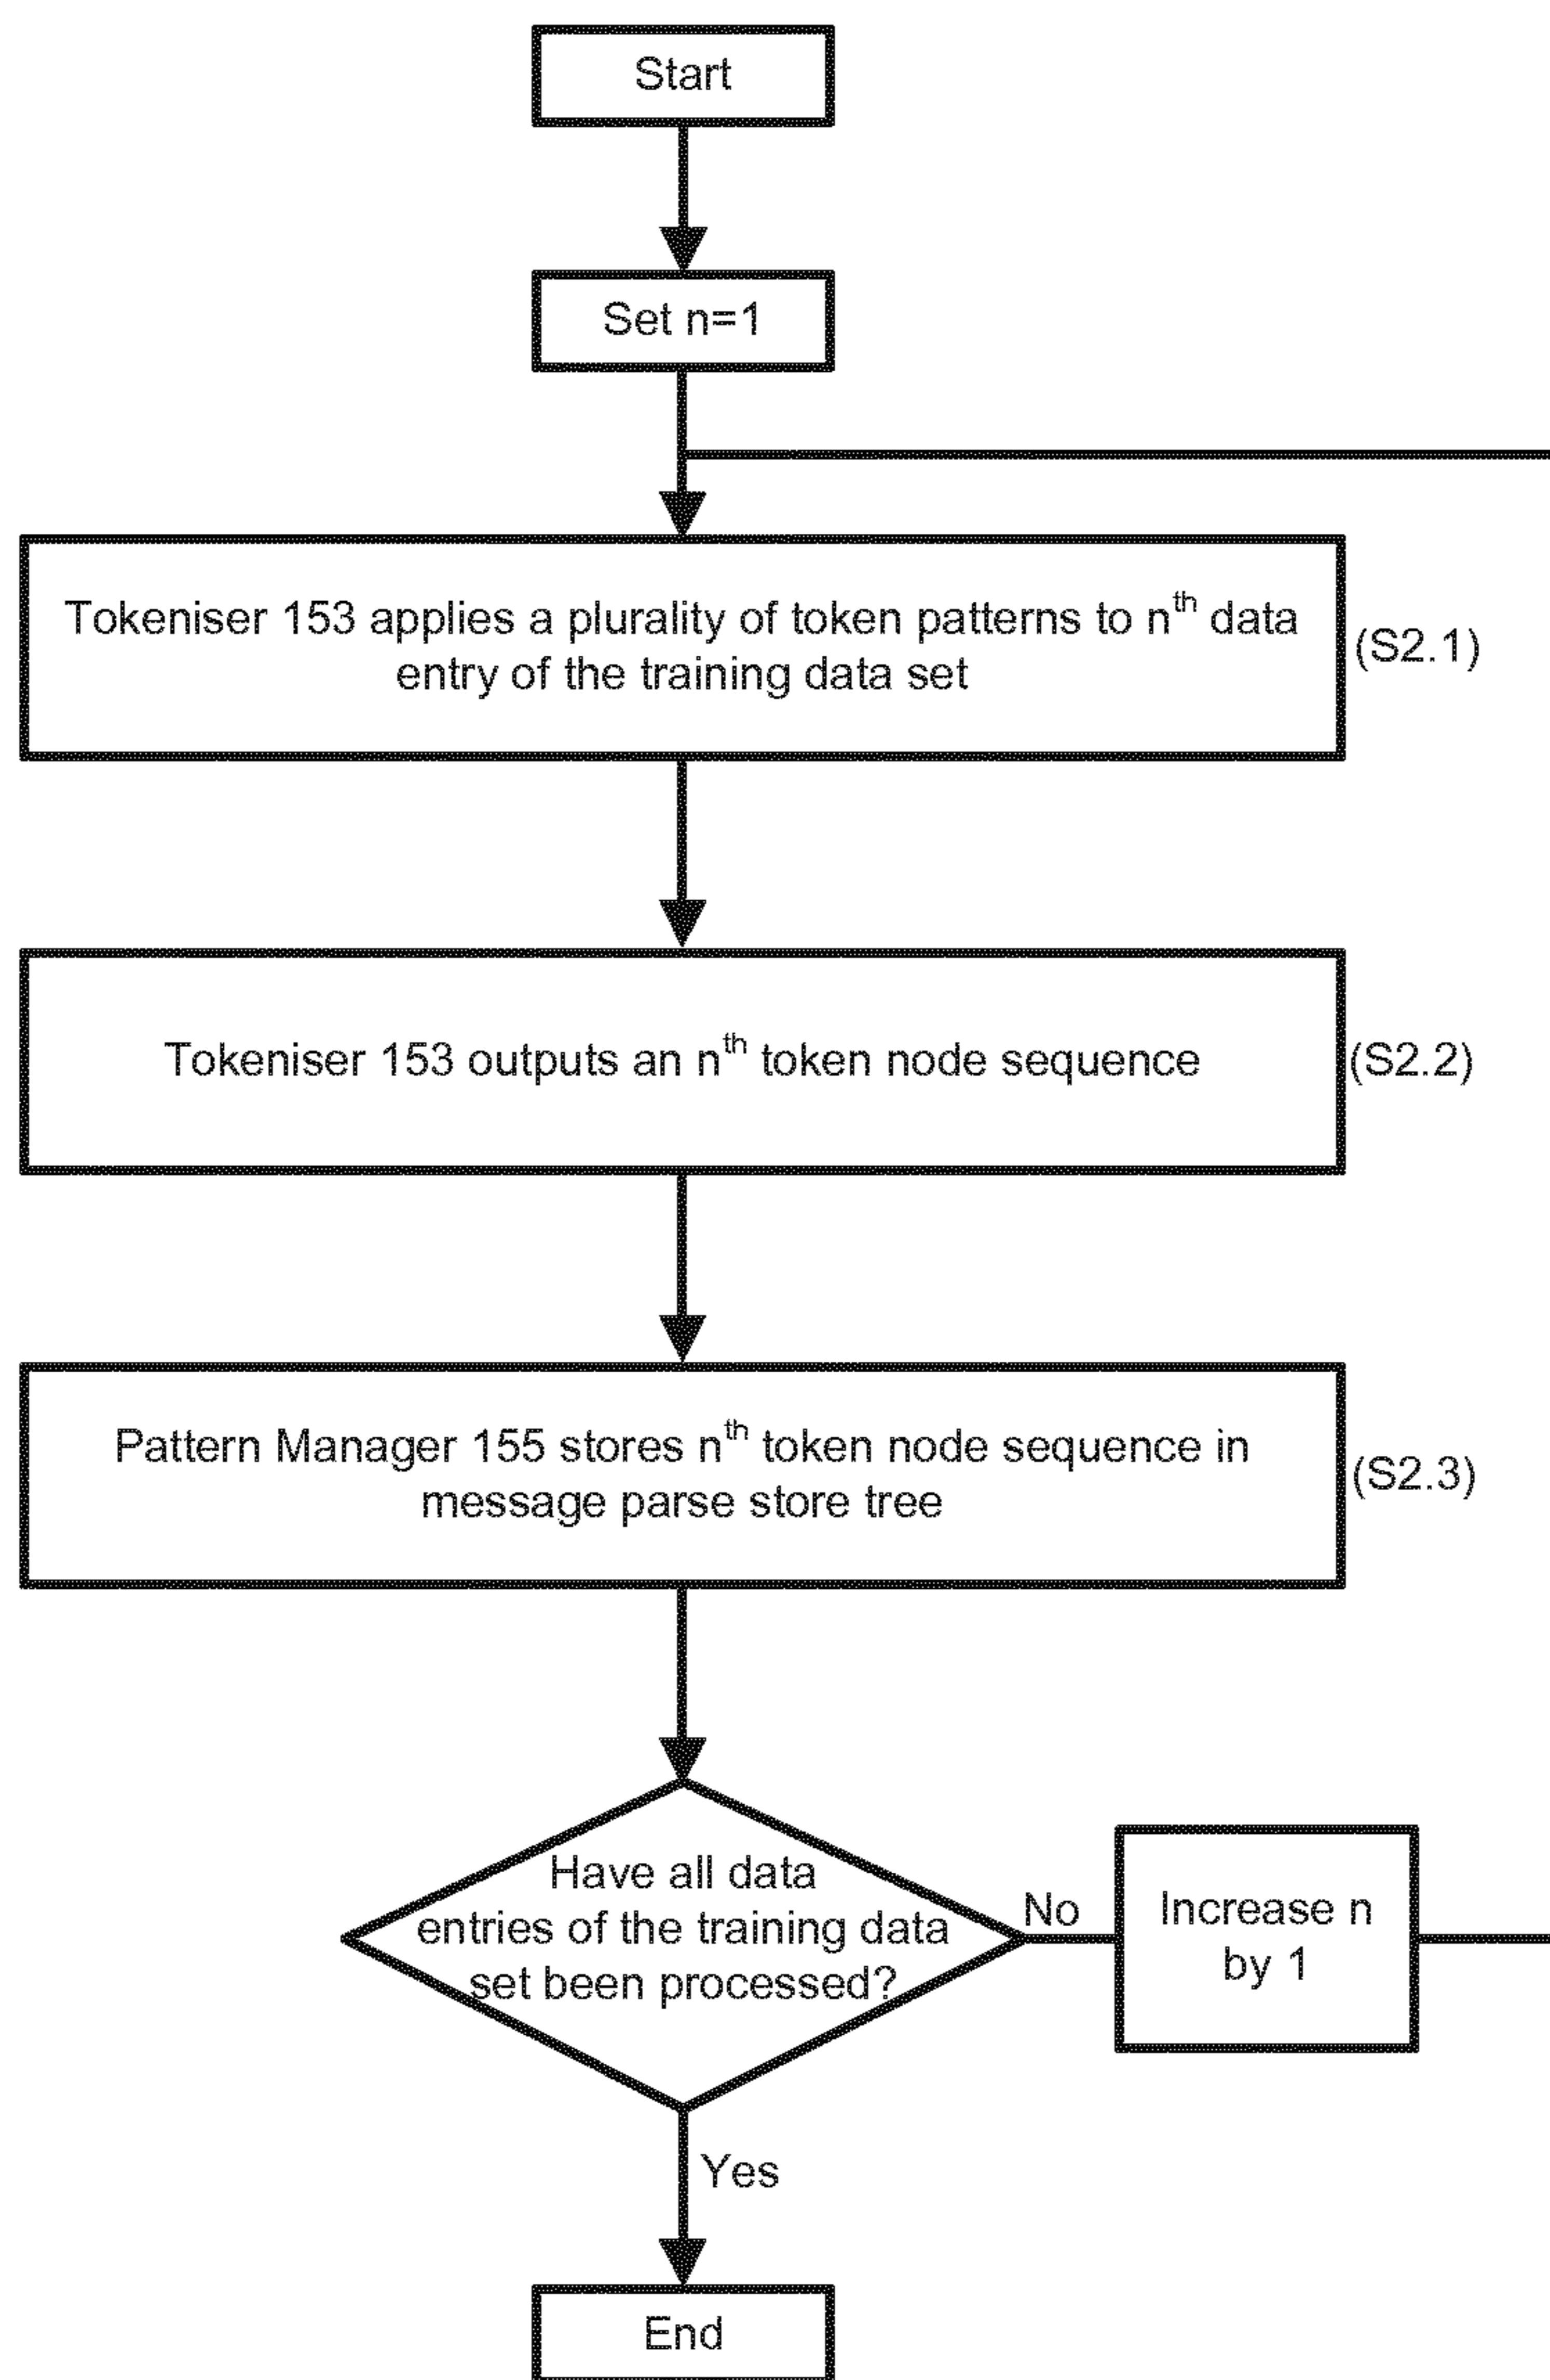 Start
Set n=1
Tokeniser 153 applies a plurality of token patterns to nth data
entry of the training data set
(S2.1)
Tokeniser 153 outputs an nth token node sequence
(S2.2)
Pattern Manager 155 stores nth token node sequence in
message parse store tree
(S2.3)
Have all data
entries of the training data
set been processed?
No
Increase n
by 1
Yes
End